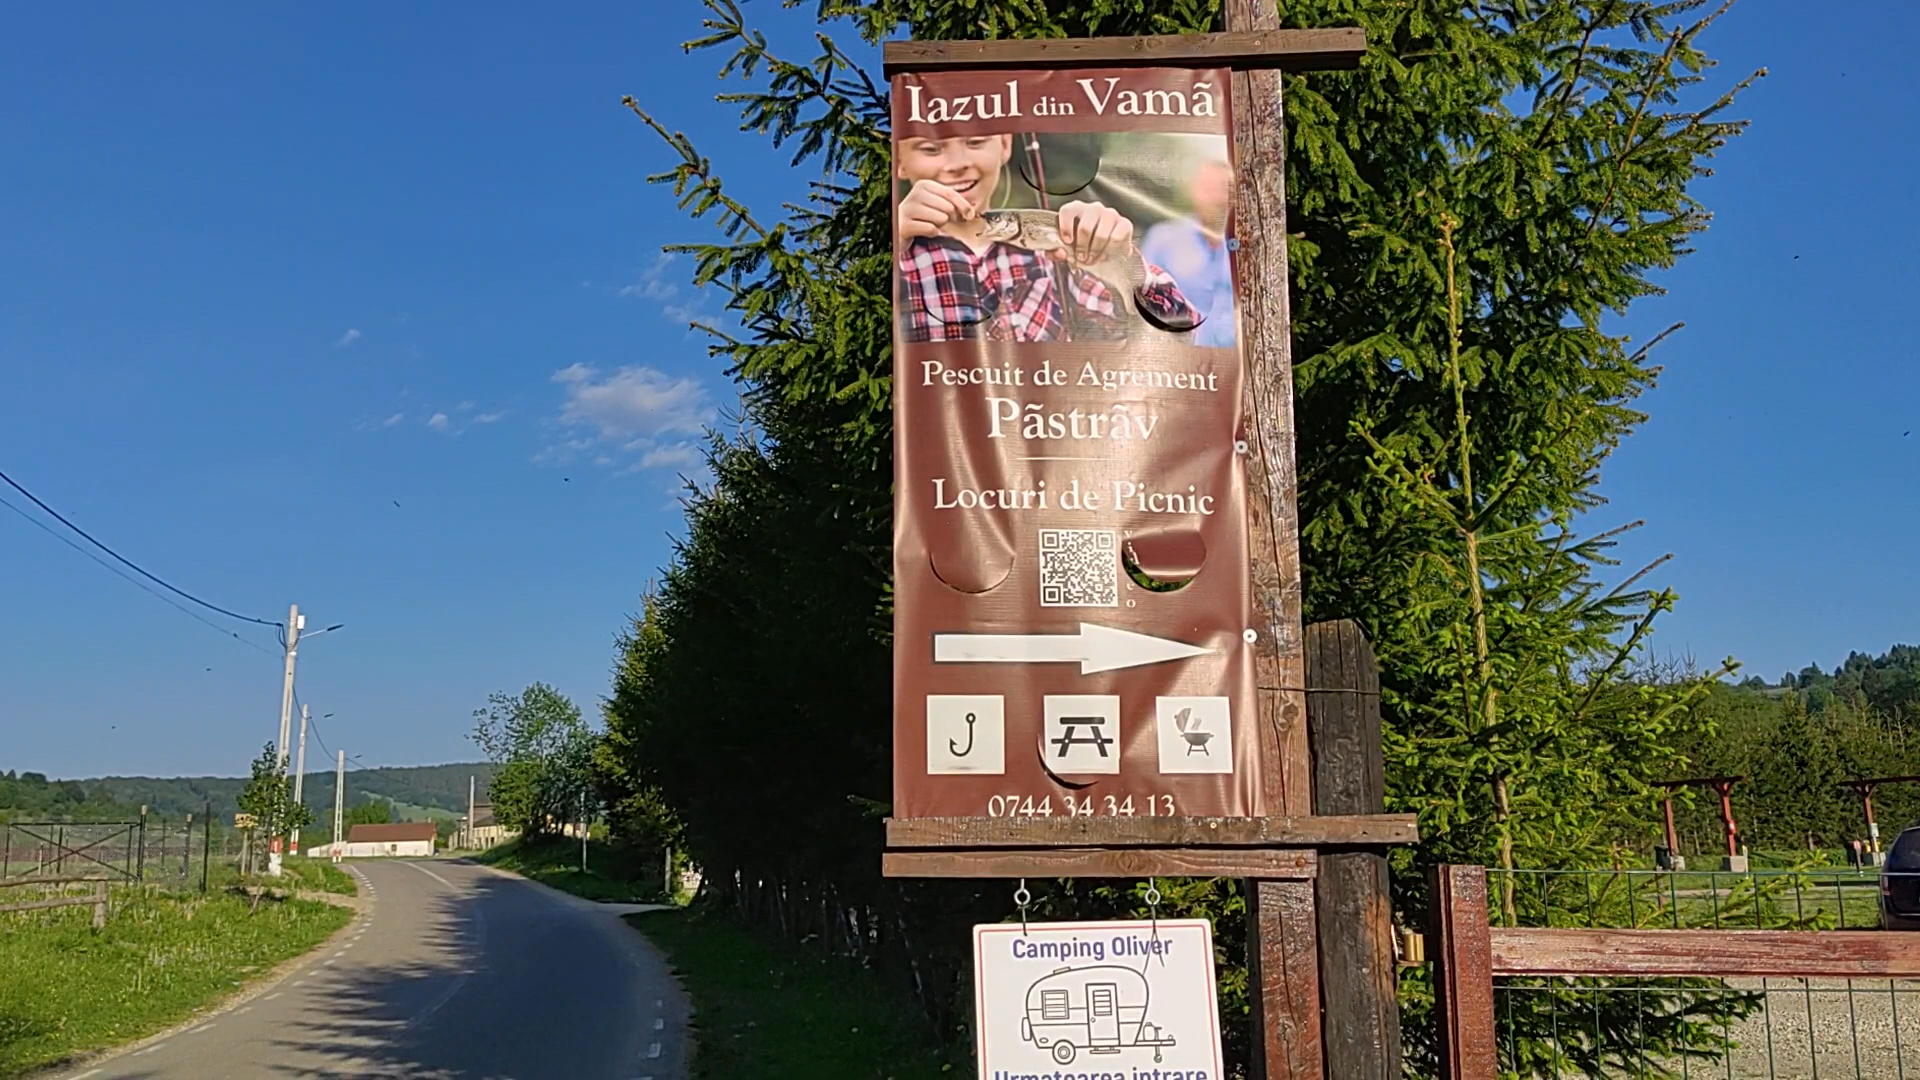 Iazul din Vamã
Pescuit de Agrement
Pãstrãv
Locuri de Picnic
0744 34 34 13
Camping Oliver
Urmatoarea intrare